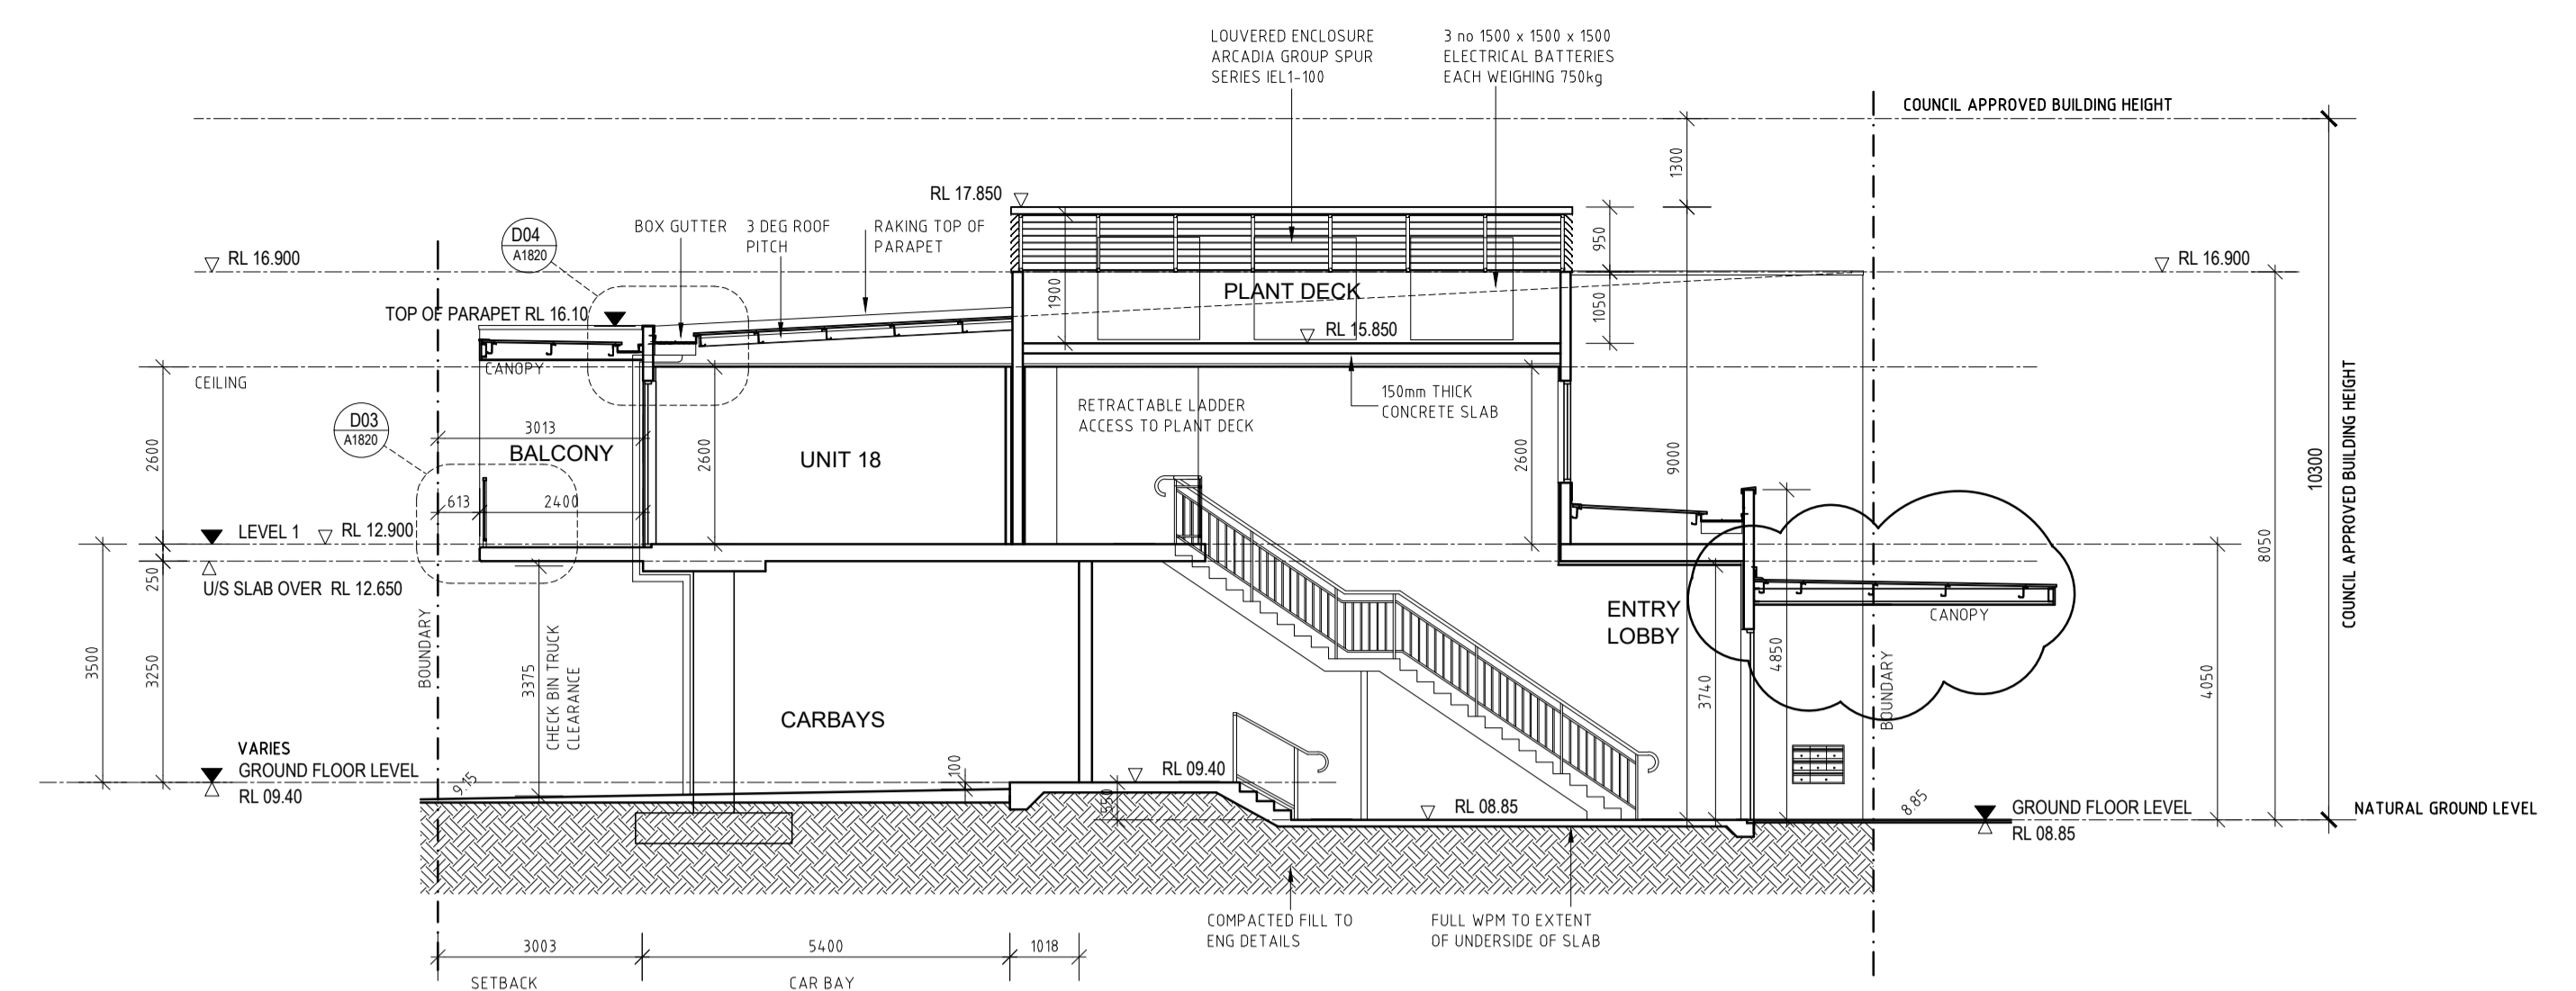 LOUVERED ENCLOSURE
ARCADIA GROUP SPUR
SERIES IEL1-100
3 no 1500 x 1500 x 1500
ELECTRICAL BATTERIES
EACH WEIGHING 750kg
COUNCIL APPROVED BUILDING HEIGHT
1300
RL 17.850
D04
A1820
BOX GUTTER
3 DEG ROOF
PITCH
RAKING TOP OF
PARAPET
950
RL 16.900
RL 16.900
1900
PLANT DECK
1050
TOP OF PARAPET RL 16.10
RL 15.850
CANOPY
CEILING
150mm THICK
CONCRETE SLAB
RETRACTABLE LADDER
ACCESS TO PLANT DECK
D03
A1820
3013
BALCONY
2600
2600
UNIT 18
2600
9000
10300
COUNCIL APPROVED BUILDING HEIGHT
613
2400
LEVEL 1
RL 12.900
8050
250
U/S SLAB OVER RL 12.650
ENTRY
LOBBY
CANOPY
BOUNDARY
3500
3250
3375
CHECK BIN TRUCK
CLEARANCE
4850
3740
BOUNDARY
4050
CARBAYS
VARIES
GROUND FLOOR LEVEL
RL 09.40
9.15
100
RL 09.40
550
RL 08.85
8.85
GROUND FLOOR LEVEL
RL 08.85
NATURAL GROUND LEVEL
COMPACTED FILL TO
ENG DETAILS
FULL WPM TO EXTENT
OF UNDERSIDE OF SLAB
3003
5400
1018
SETBACK
CAR BAY